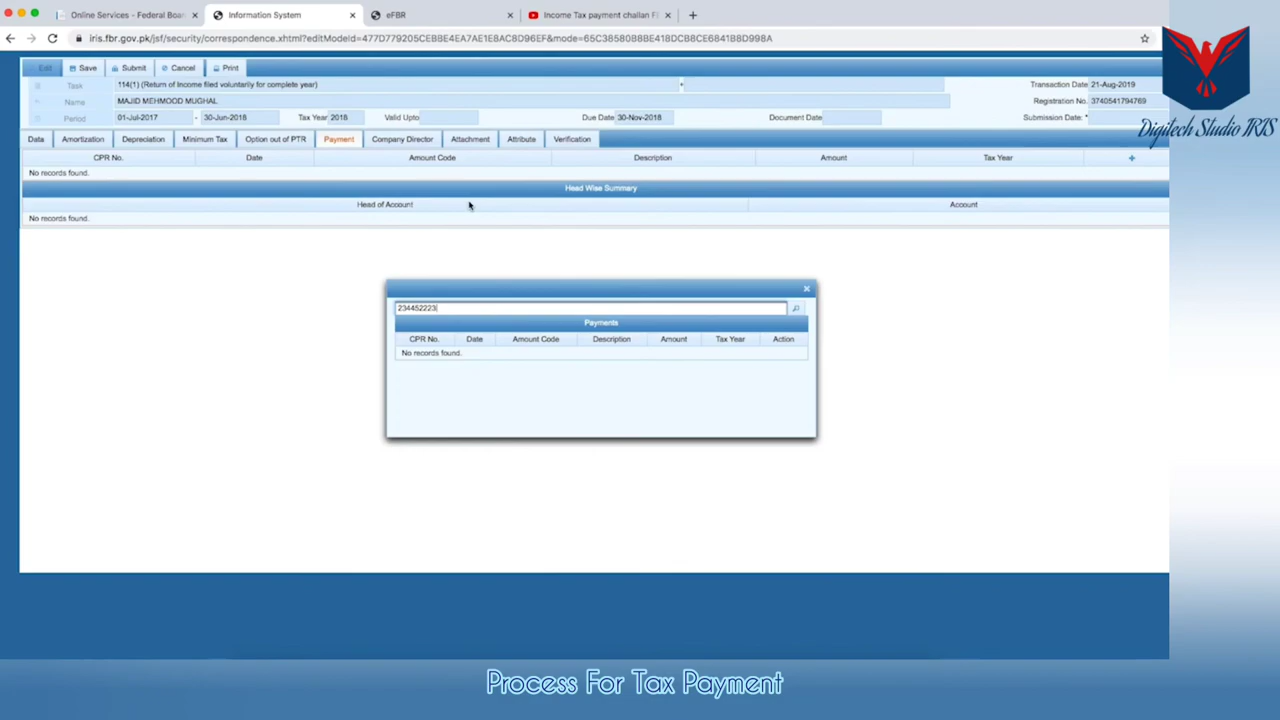 Online Services - Federal Boar
Information System
eFBR
Income Tax payment challan F
iris.fbr.gov.pk/jsf/security/correspondence.xhtml?editModeId=477D779205CEBBE4EA7AE1E8AC8D96EF&mode=65C38580BBBE418DCB8CE6841B8D998A
Edit Save Submit Cancel Print
Task 114(1) (Return of Income filed voluntarily for complete year) Transaction Date 21-Aug-2019
Name MAJID MEHMOOD MUGHAL Registration No. 3740541794769
Period 01-Jul-2017 - 30-Jun-2018 Tax Year 2018 Valid Upto Due Date 30-Nov-2018 Document Date Submission Date: *
Data Amortization Depreciation Minimum Tax Option out of PTR Payment Company Director Attachment Attribute Verification
CPR No. Date Amount Code Description Amount Tax Year
No records found.
Head Wise Summary
Head of Account Account
No records found.
234452223
Payments
CPR No. Date Amount Code Description Amount Tax Year Action
No records found.
Digitech Studio IRIS
Process For Tax Payment